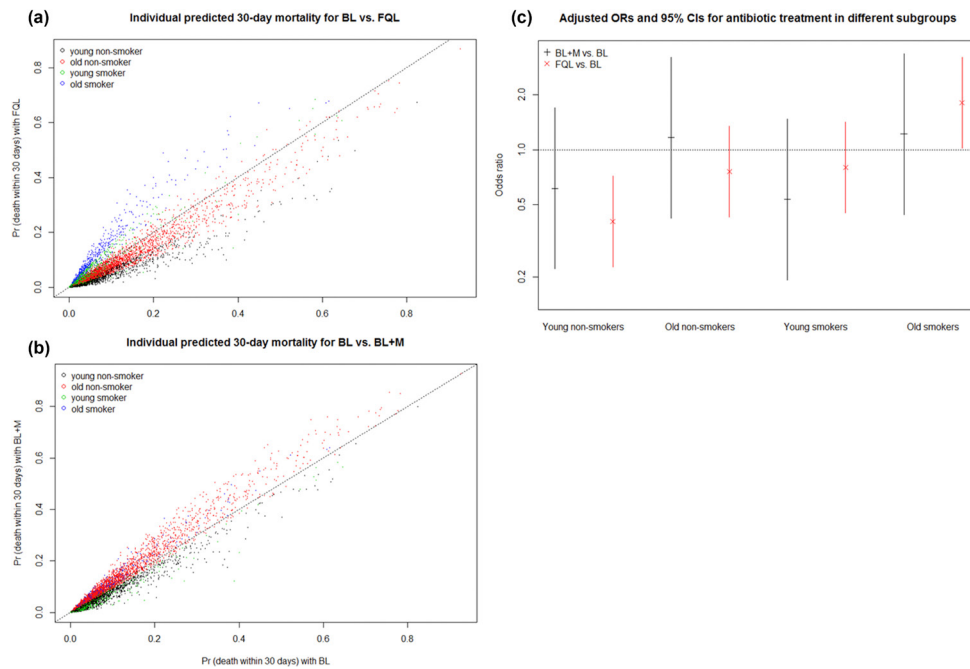 (a)
Individual predicted 30-day mortality for BL vs. FQL
young non-smoker
old non-smoker
young smoker
old smoker
Pr (death within 30 days) with FQL
0.8
0.6
0.4
0.2
0.0
0.0 0.2 0.4 0.6 0.8
(b)
Individual predicted 30-day mortality for BL vs. BL+M
young non-smoker
old non-smoker
young smoker
old smoker
Pr (death within 30 days) with BL+M
0.8
0.6
0.4
0.2
0.0
0.0 0.2 0.4 0.6 0.8
Pr (death within 30 days) with BL
(c)
Adjusted ORs and 95% CIs for antibiotic treatment in different subgroups
BL+M vs. BL
FQL vs. BL
Odds ratio
2.0
1.0
0.5
0.2
Young non-smokers Old non-smokers Young smokers Old smokers